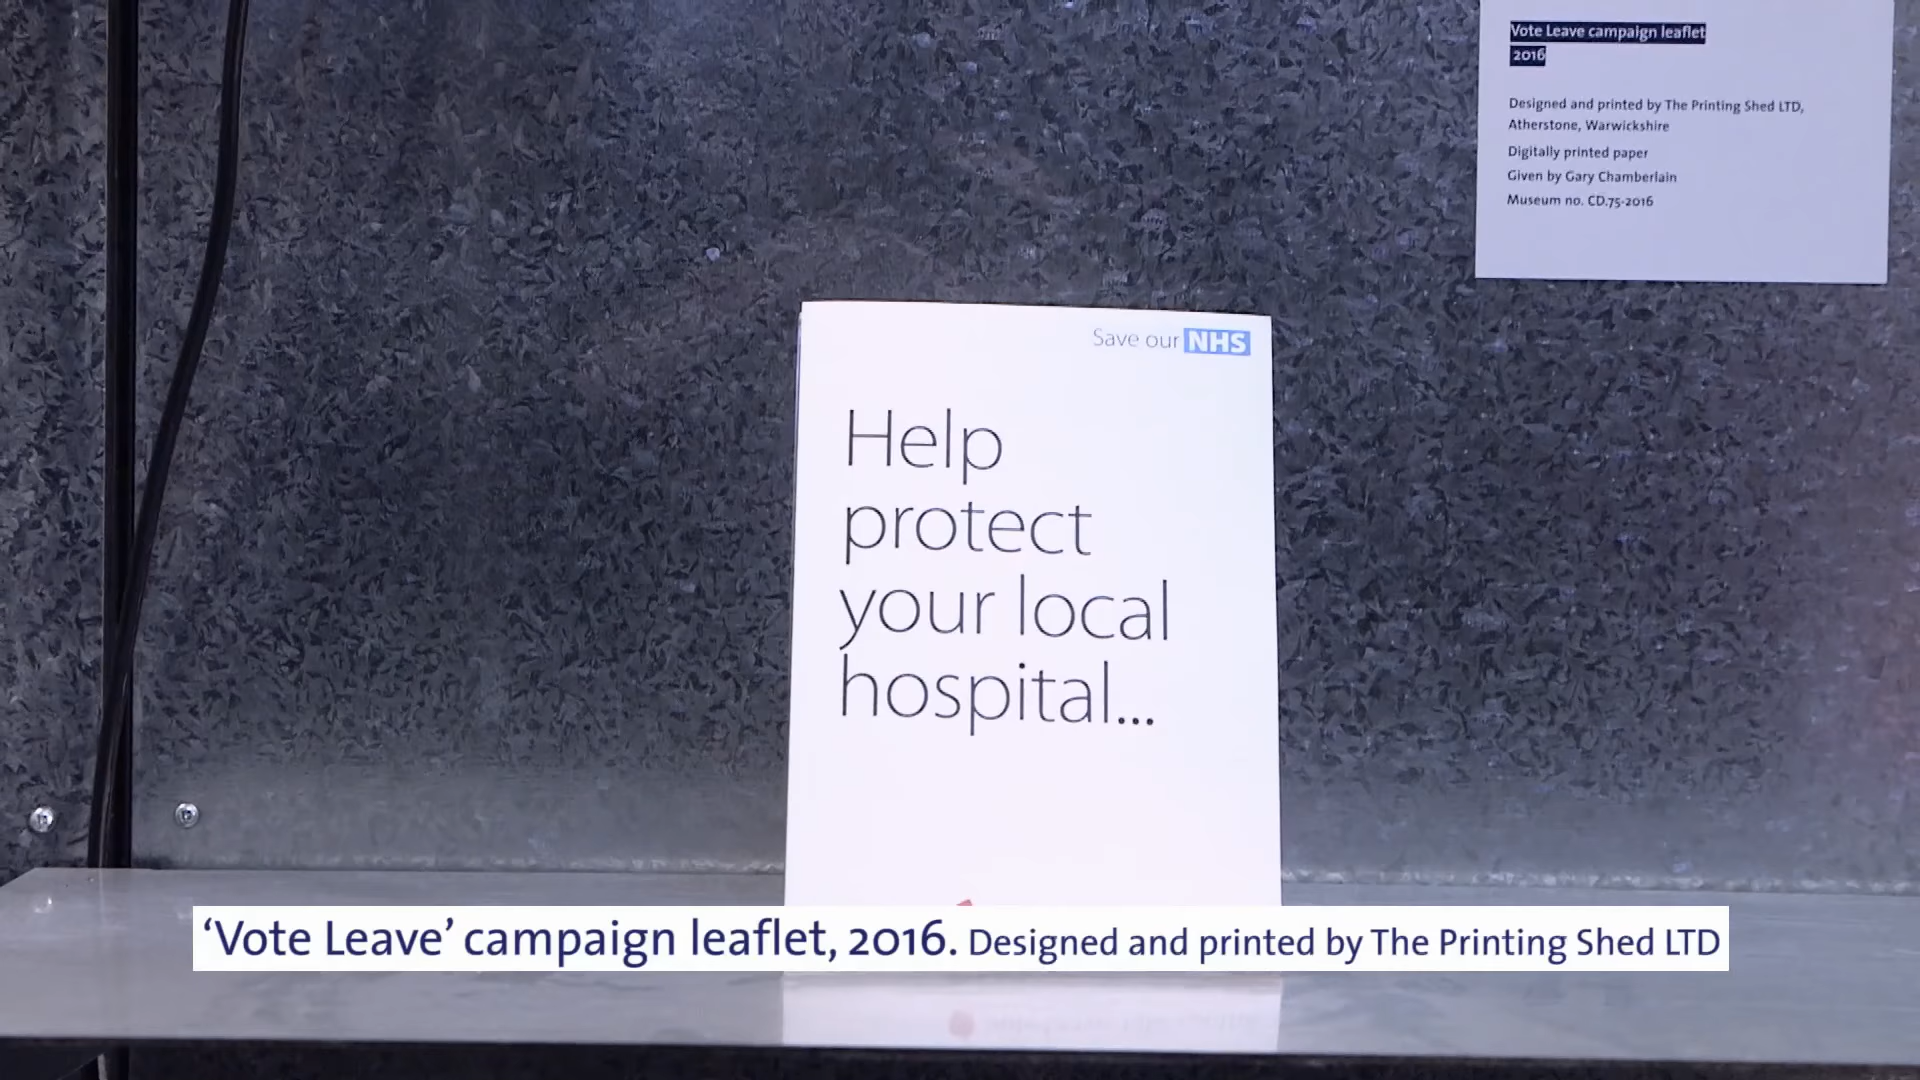 Vote Leave campaign leaflet
2016
Designed and printed by The Printing Shed LTD,
Atherstone, Warwickshire
Digitally printed paper
Given by Gary Chamberlain
Museum no. CD.75-2016
Save our NHS
Help
protect
your local
hospital...
‘Vote Leave’ campaign leaflet, 2016. Designed and printed by The Printing Shed LTD